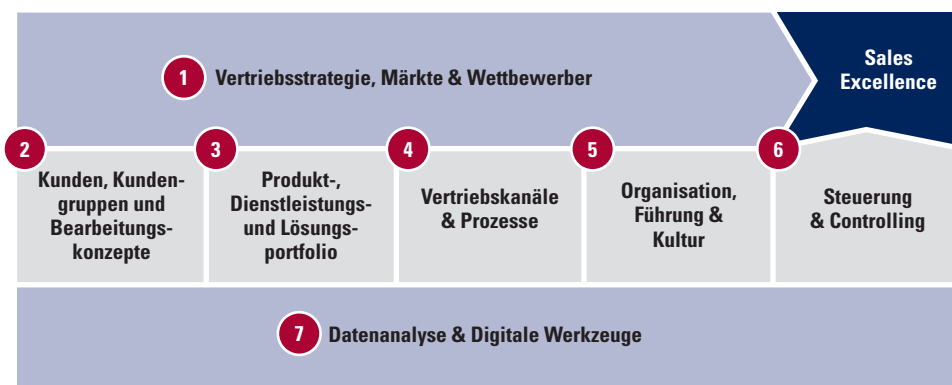 1 Vertriebsstrategie, Märkte & Wettbewerber
Sales
Excellence
2
Kunden, Kunden-
gruppen und
Bearbeitungs-
konzepte
3
Produkt-,
Dienstleistungs-
und Lösungs-
portfolio
4
Vertriebskanäle
& Prozesse
5
Organisation,
Führung &
Kultur
6
Steuerung
& Controlling
7 Datenanalyse & Digitale Werkzeuge